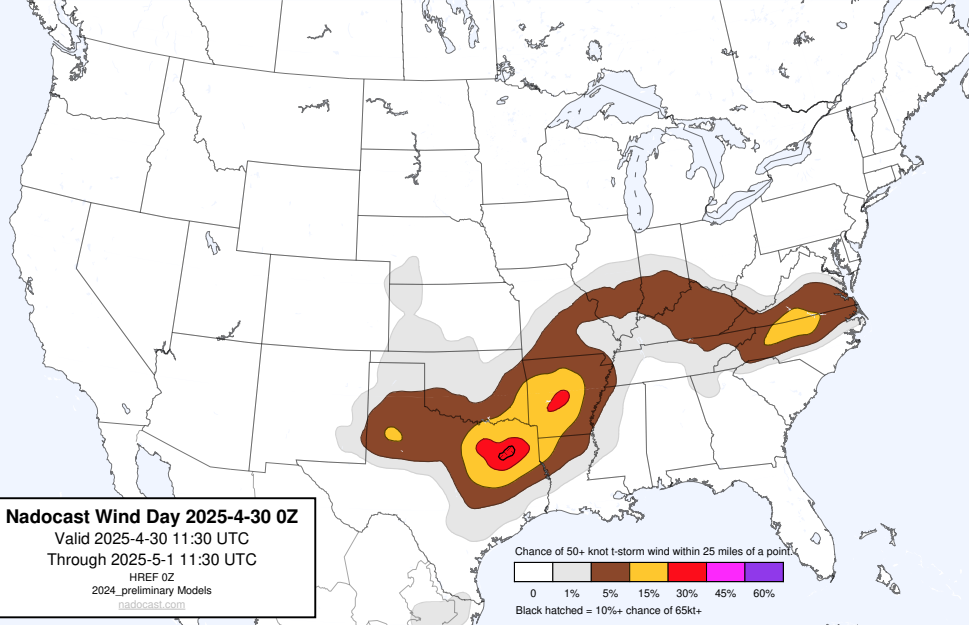 Nadocast Wind Day 2025-4-30 0Z
Valid 2025-4-30 11:30 UTC
Through 2025-5-1 11:30 UTC
HREF 0Z
2024_preliminary Models
nadocast.com
Chance of 50+ knot t-storm wind within 25 miles of a point.
0 1% 5% 15% 30% 45% 60%
Black hatched = 10%+ chance of 65kt+